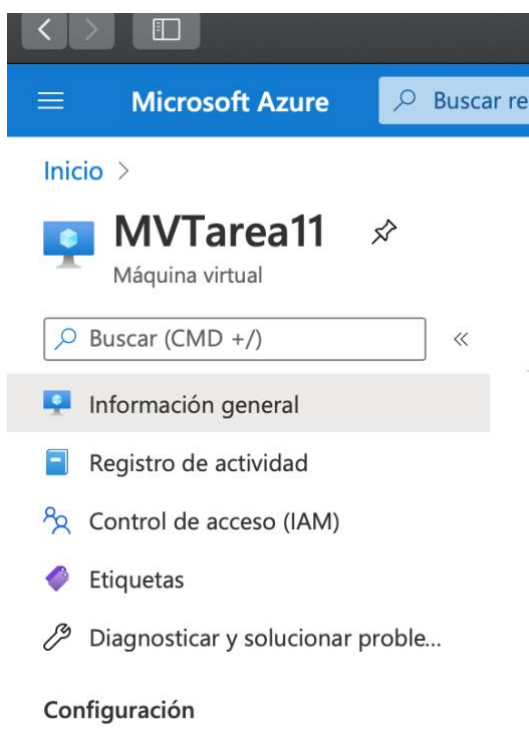 Microsoft Azure Buscar re
Inicio >
MVTarea11
Máquina virtual
Buscar (CMD +/)
Información general
Registro de actividad
Control de acceso (IAM)
Etiquetas
Diagnosticar y solucionar proble...
Configuración